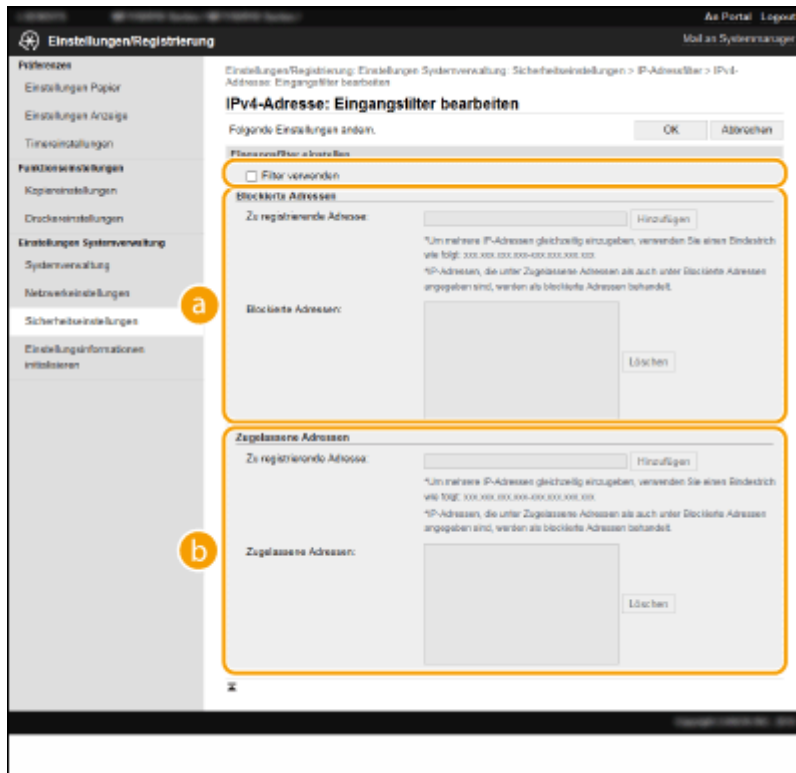 An Portal Logout
Einstellungen/Registrierung
Mail an Systemmanager
Präferenzen
Einstellungen Papier
Einstellungen Anzeige
Timereinstellungen
Funktionseinstellungen
Kopiereinstellungen
Druckereinstellungen
Einstellungen Systemverwaltung
Systemverwaltung
Netzwerkeinstellungen
Sicherheitseinstellungen
Einstellungsinformationen
initialisieren
Einstellungen/Registrierung: Einstellungen Systemverwaltung: Sicherheitseinstellungen > IP-Adressfilter > IPv4-
Addresse: Eingangsfilter bearbeiten
IPv4-Adresse: Eingangsfilter bearbeiten
Folgende Einstellungen ändern.
OK Abbrechen
Eingangsfilter einstellen
Filter verwenden
a
Blockierte Adressen
Zu registrierende Adresse:
Hinzufügen
*Um mehrere IP-Adressen gleichzeitig einzugeben, verwenden Sie einen Bindestrich
wie folgt: xxx.xxx.xxx.xxx-xxx.xxx.xxx.xxx
*IP-Adressen, die unter Zugelassene Adressen als auch unter Blockierte Adressen
angegeben sind, werden als blockierte Adressen behandelt.
Blockierte Adressen:
Löschen
b
Zugelassene Adressen
Zu registrierende Adresse:
Hinzufügen
*Um mehrere IP-Adressen gleichzeitig einzugeben, verwenden Sie einen Bindestrich
wie folgt: xxx.xxx.xxx.xxx-xxx.xxx.xxx.xxx
*IP-Adressen, die unter Zugelassene Adressen als auch unter Blockierte Adressen
angegeben sind, werden als blockierte Adressen behandelt.
Zugelassene Adressen:
Löschen